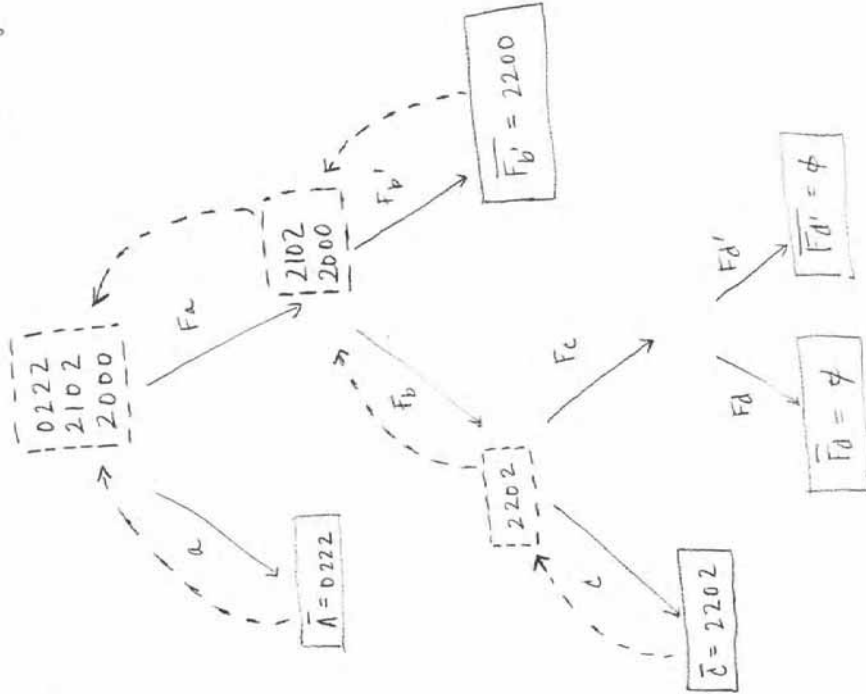 0222
2102
2000
a
Fa
A̅ = 0222
2102
2000
Fb
Fb'
F̅b̅'̅ = 2200
2202
c
Fc
c̅ = 2202
Fd
Fd'
F̅d̅ = ϕ
F̅d̅'̅ = ϕ